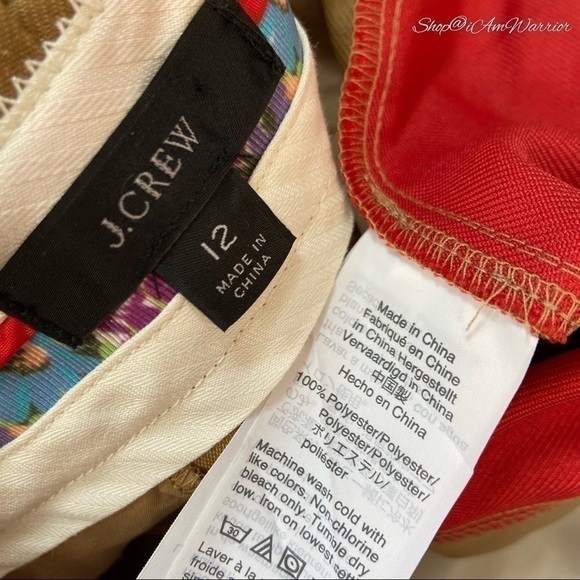 Shop@iAmWarrior
J.CREW
12
MADE IN
CHINA
Made in China
Fabriqué en Chine
in China Hergestellt
Vervaardigd in China
中国製
Hecho en China
100% Polyester/Polyester/
Polyester/Polyester/
ポリエステル/
poliéster
Machine wash cold with
like colors. Non-chlorine
bleach only. Tumble dry
low. Iron on lowest setting
30
Laver à la
froide